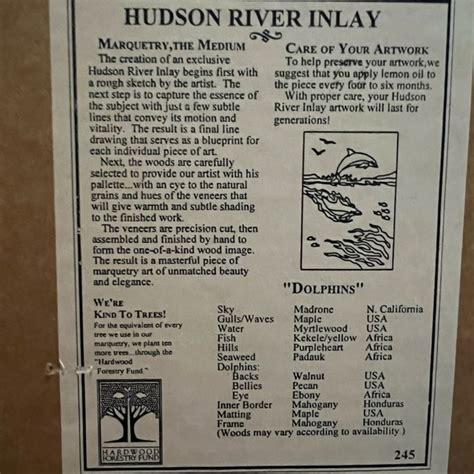 HUDSON RIVER INLAY
MARQUETRY, THE MEDIUM
The creation of an exclusive
Hudson River Inlay begins first with
a rough sketch by the artist. The
next step is to capture the essence of
the subject with just a few subtle
lines that convey its motion and
vitality. The result is a final line
drawing that serves as a blueprint for
each individual piece of art.
Next, the woods are carefully
selected to provide our artist with his
pallette...with an eye to the natural
grains and hues of the veneers that
will give warmth and subtle shading
to the finished work.
The veneers are precision cut, then
assembled and finished by hand to
form the one-of-a-kind wood image.
The result is a masterful piece of
marquetry art of unmatched beauty
and elegance.
CARE OF YOUR ARTWORK
To help preserve your artwork,we
suggest that you apply lemon oil to
the piece every four to six months.
With proper care, your Hudson
River Inlay artwork will last for
generations!
"DOLPHINS"
WE'RE
KIND TO TREES!
For the equivalent of every
tree we use in our
marquetry, we plant ten
more trees...through the
"Hardwood
Forestry Fund."
HARDWOOD
FORESTRY FUND
Sky Madrone N. California
Gulls/Waves Maple USA
Water Myrtlewood USA
Fish Kekele/yellow Africa
Hills Purpleheart Africa
Seaweed Padauk Africa
Dolphins:
Backs Walnut USA
Bellies Pecan USA
Eye Ebony Africa
Inner Border Mahogany Honduras
Matting Maple USA
Frame Mahogany Honduras
(Woods may vary according to availability.)
245